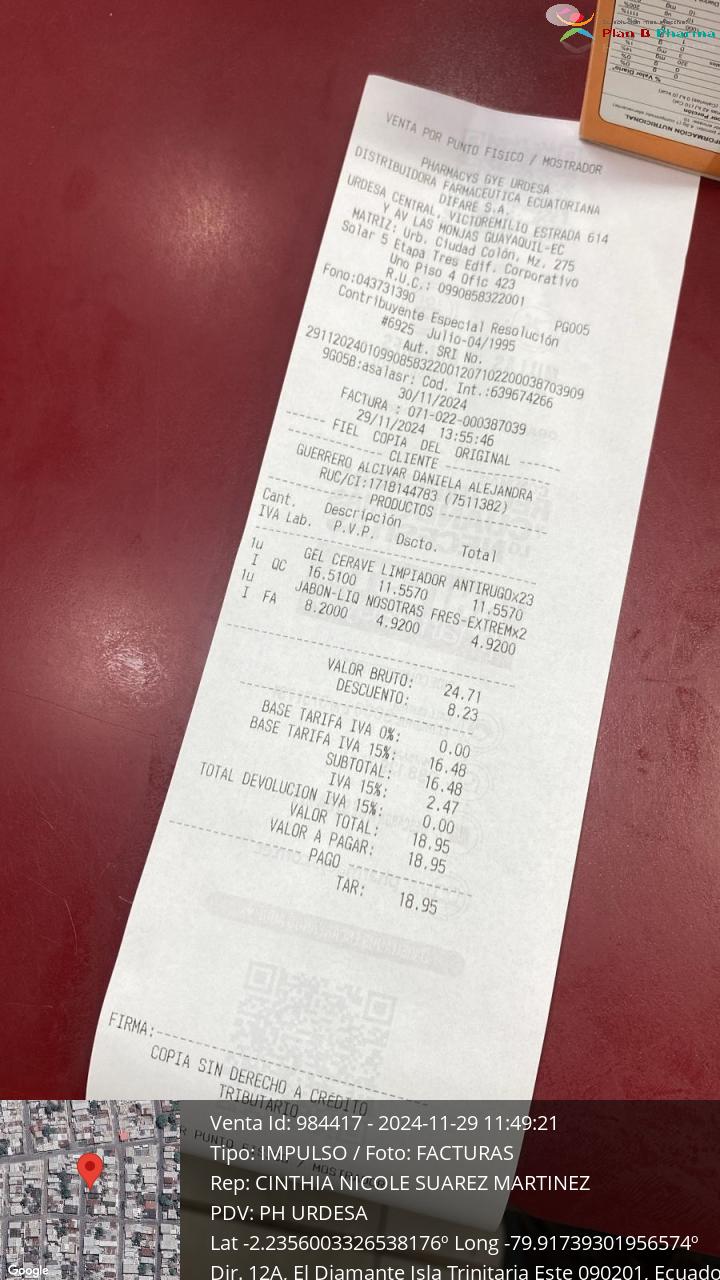 Plan B Pharma
INFORMACIÓN NUTRICIONAL
VENTA POR PUNTO FISICO / MOSTRADOR
PHARMACYS GYE URDESA
DISTRIBUIDORA FARMACEUTICA ECUATORIANA
DIFARE S.A.
URDESA CENTRAL, VICTOREMILIO ESTRADA 614
Y AV LAS MONJAS GUAYAQUIL-EC
MATRIZ: Urb. Ciudad Colón, Mz. 275
Solar 5 Etapa Tres Edif. Corporativo
Uno Piso 4 Ofic 423
R.U.C.: 0990858322001
Fono:043731390 PG005
Contribuyente Especial Resolución
#6925 Julio-04/1995
Aut. SRI No.
2911202401099085832200120710220003870390​9
9G05B:asalasr: Cod. Int.:639674266
30/11/2024
FACTURA : 071-022-000387039
29/11/2024 13:55:46
FIEL COPIA DEL ORIGINAL
CLIENTE
GUERRERO ALCIVAR DANIELA ALEJANDRA
RUC/CI:1718144783 (7511382)
PRODUCTOS
Cant. Descripción
IVA Lab. P.V.P. Dscto. Total
1u GEL CERAVE LIMPIADOR ANTIRUGOx23
I QC 16.5100 11.5570 11.5570
1u JABON-LIQ NOSOTRAS FRES-EXTREMx2
I FA 8.2000 4.9200 4.9200
VALOR BRUTO: 24.71
DESCUENTO: 8.23
BASE TARIFA IVA 0%: 0.00
BASE TARIFA IVA 15%: 16.48
SUBTOTAL: 16.48
IVA 15%: 2.47
TOTAL DEVOLUCION IVA 15%: 0.00
VALOR TOTAL: 18.95
VALOR A PAGAR: 18.95
PAGO
TAR: 18.95
FIRMA:
COPIA SIN DERECHO A CRÉDITO
TRIBUTARIO
R PUNTO FISICO / MOSTRADOR
Venta Id: 984417 - 2024-11-29 11:49:21
Tipo: IMPULSO / Foto: FACTURAS
Rep: CINTHIA NICOLE SUAREZ MARTINEZ
PDV: PH URDESA
Lat -2.2356003326538176º Long -79.91739301956574º
Dir. 12A, El Diamante Isla Trinitaria Este 090201, Ecuado
Google